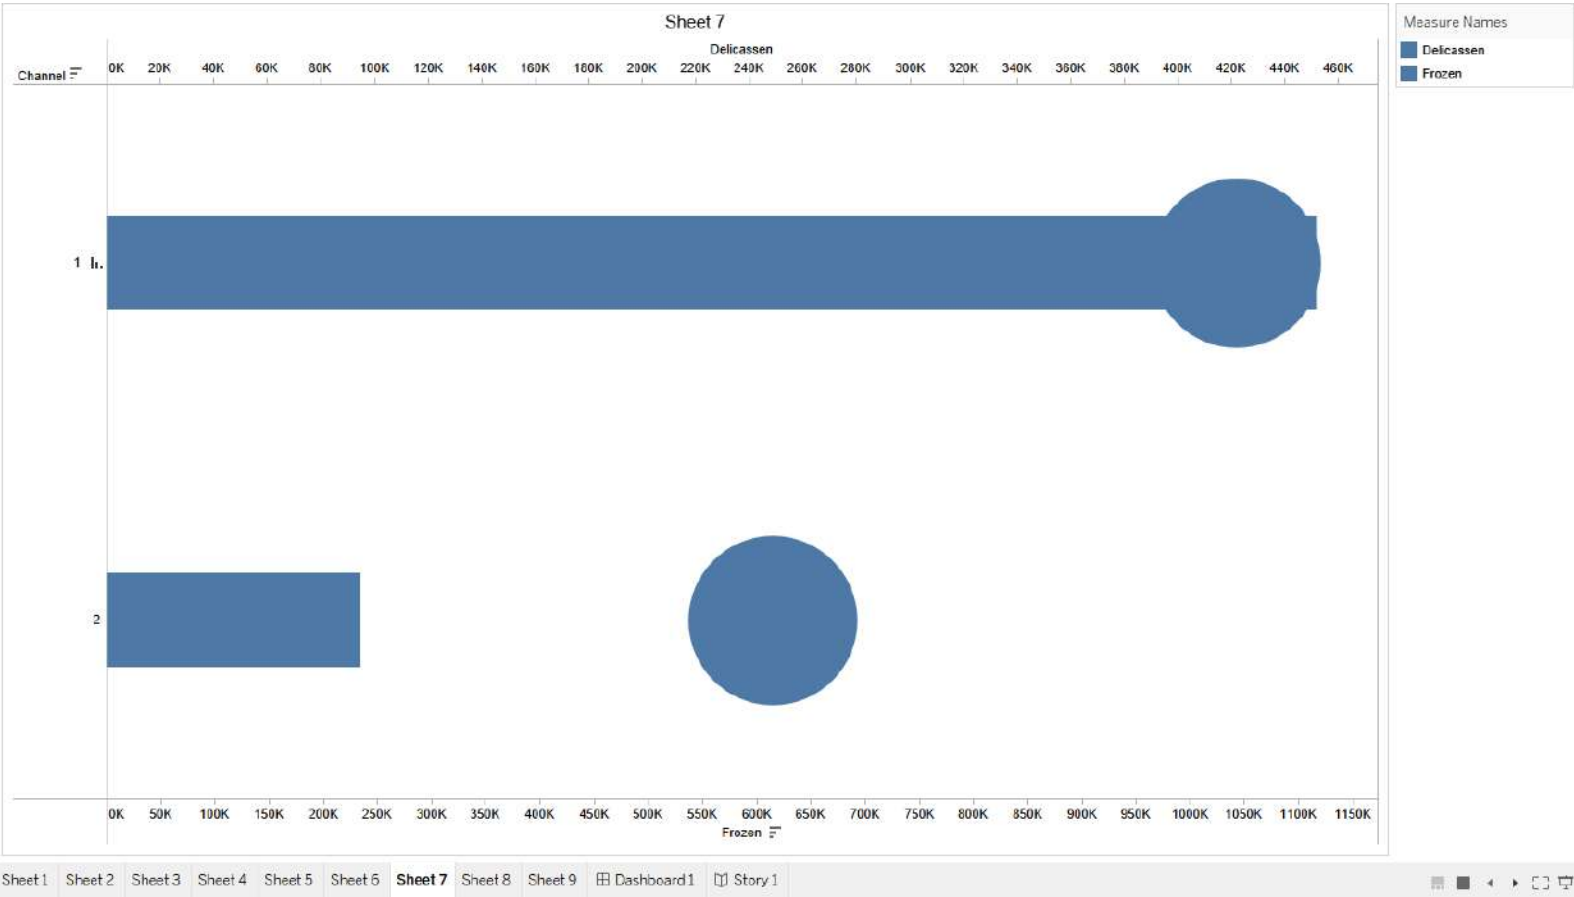 Sheet 7
Measure Names
Delicassen
Frozen
Delicassen
Channel
0K 20K 40K 60K 80K 100K 120K 140K 160K 180K 200K 220K 240K 260K 280K 300K 320K 340K 360K 380K 400K 420K 440K 460K
1
2
0K 50K 100K 150K 200K 250K 300K 350K 400K 450K 500K 550K 600K 650K 700K 750K 800K 850K 900K 950K 1000K 1050K 1100K 1150K
Frozen
Sheet 1 Sheet 2 Sheet 3 Sheet 4 Sheet 5 Sheet 6 Sheet 7 Sheet 8 Sheet 9 Dashboard 1 Story 1